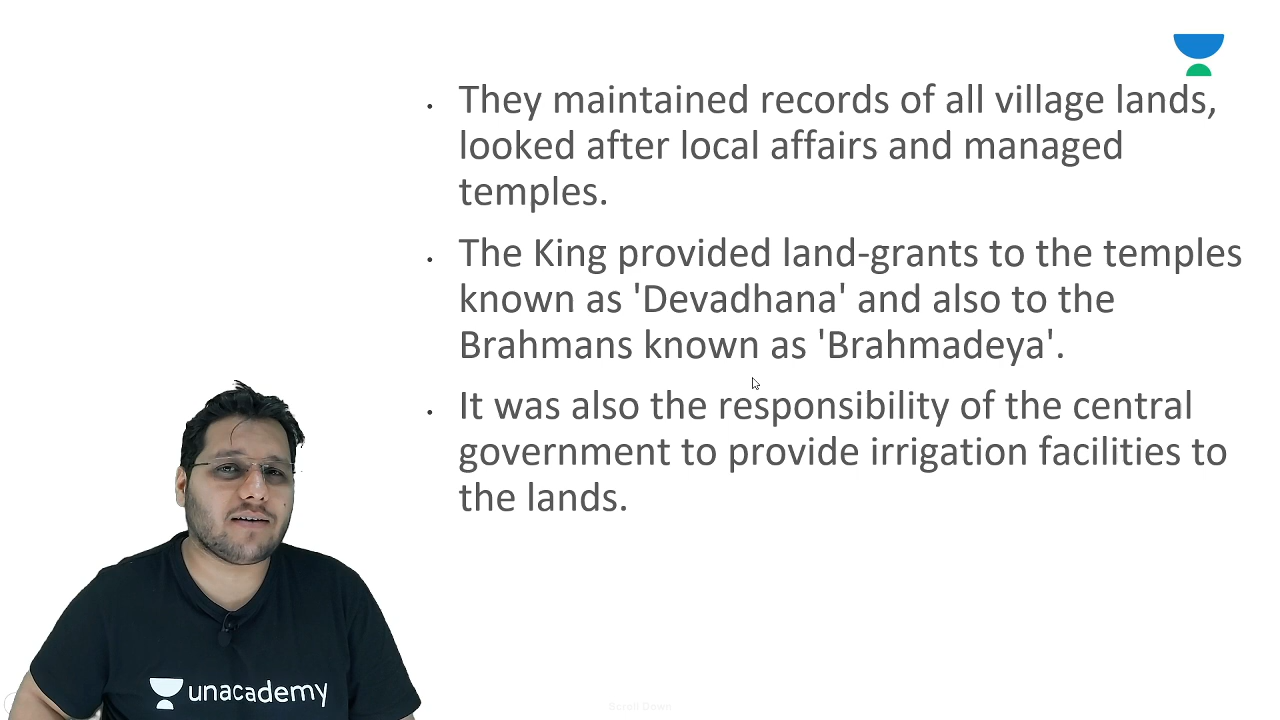 They maintained records of all village lands,
looked after local affairs and managed
temples.
The King provided land-grants to the temples
known as 'Devadhana' and also to the
Brahmans known as 'Brahmadeya'.
It was also the responsibility of the central
government to provide irrigation facilities to
the lands.
unacademy
Scroll Down